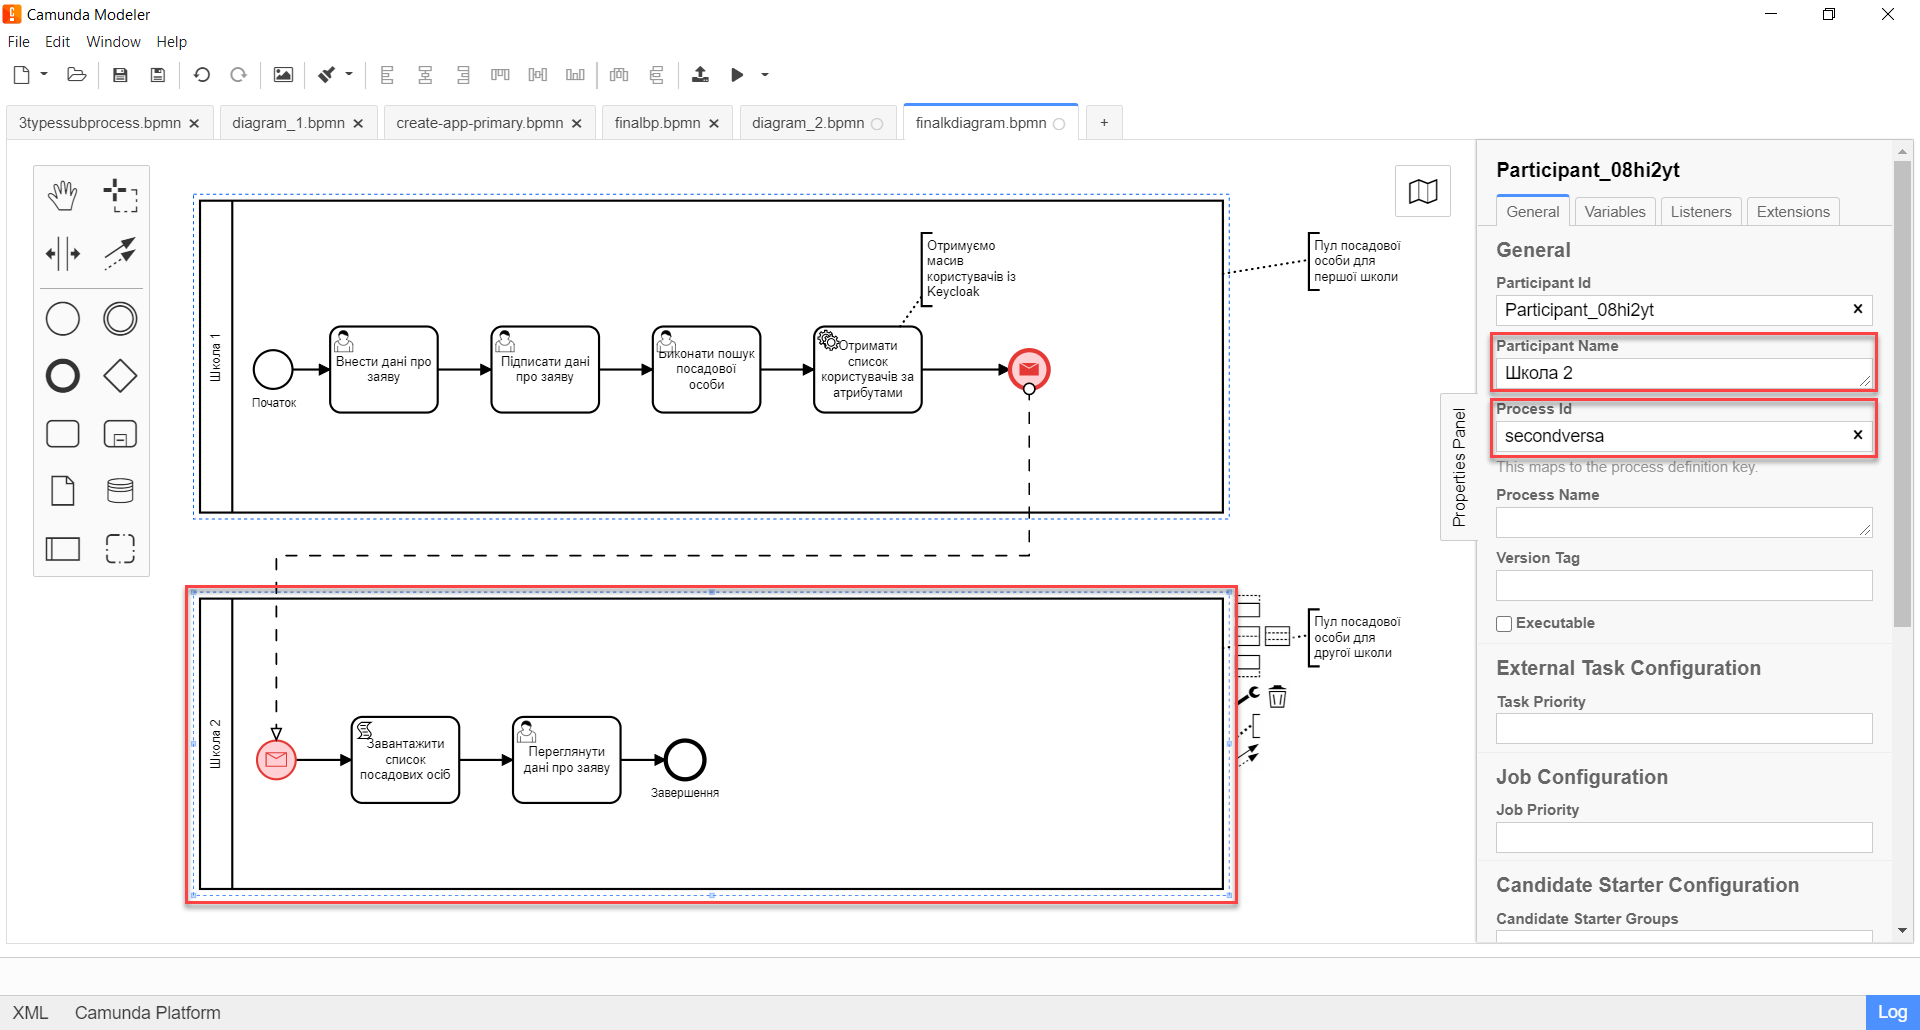 Camunda Modeler
File Edit Window Help
3typessubprocess.bpmn
diagram_1.bpmn
create-app-primary.bpmn
finalbp.bpmn
diagram_2.bpmn
finalkdiagram.bpmn
+
Школа 1
Початок
Внести дані про
заяву
Підписати дані
про заяву
Виконати пошук
посадової
особи
Отримати
список
користувачів за
атрибутами
Отримуємо
масив
користувачів із
Keycloak
Пул посадової
особи для
першої школи
Школа 2
Завантажити
список
посадових осіб
Переглянути
дані про заяву
Завершення
Пул посадової
особи для
другої школи
Properties Panel
Participant_08hi2yt
General
Variables
Listeners
Extensions
General
Participant Id
Participant_08hi2yt
Participant Name
Школа 2
Process Id
secondversa
This maps to the process definition key.
Process Name
Version Tag
Executable
External Task Configuration
Task Priority
Job Configuration
Job Priority
Candidate Starter Configuration
Candidate Starter Groups
XML
Camunda Platform
Log